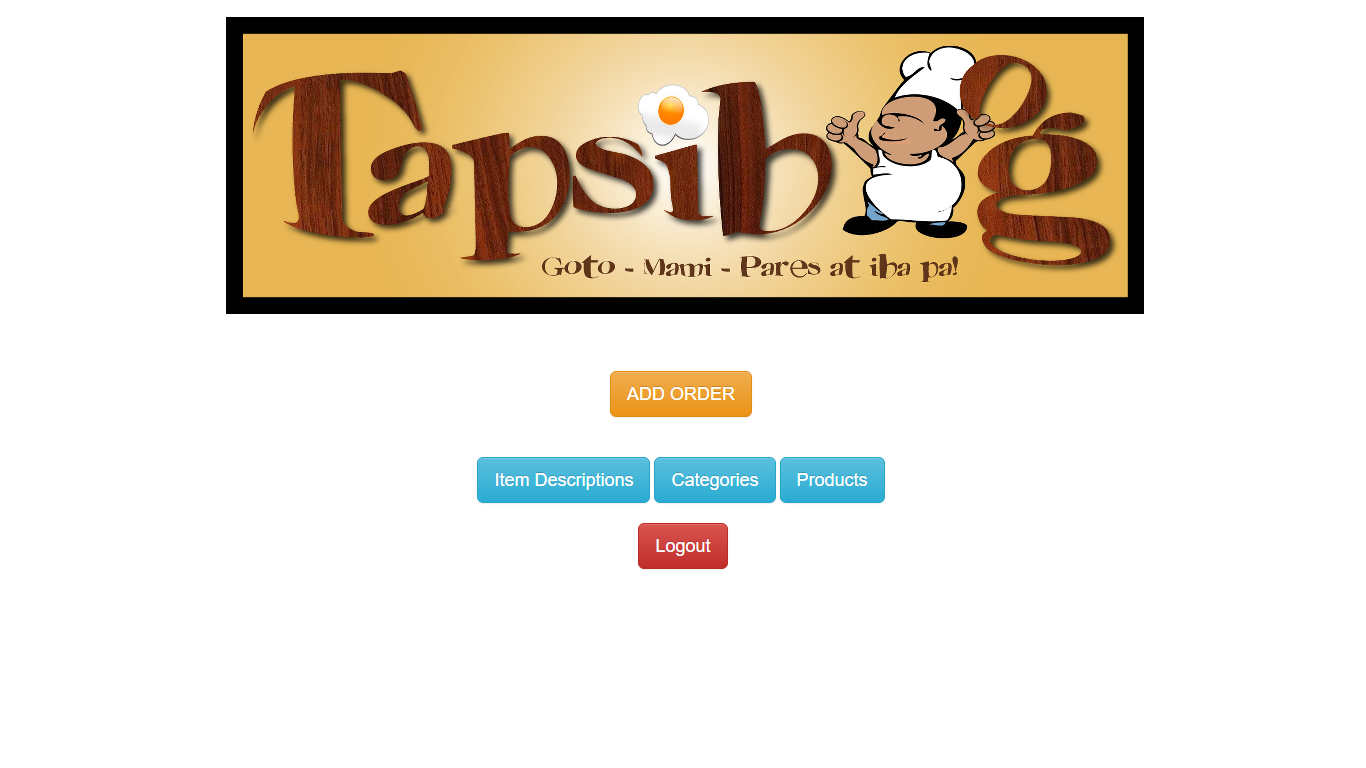 Tapsibog
Goto - Mami - Pares at iba pa!
ADD ORDER
Item Descriptions Categories Products
Logout